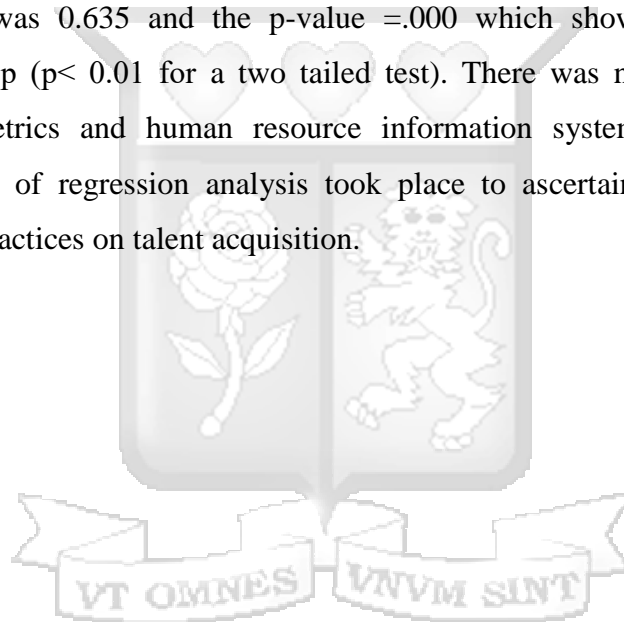 was 0.635 and the p-value =.000 which show
p (p< 0.01 for a two tailed test). There was n
etrics and human resource information system
of regression analysis took place to ascertain
actices on talent acquisition.
VT OMNES VNVM SINT